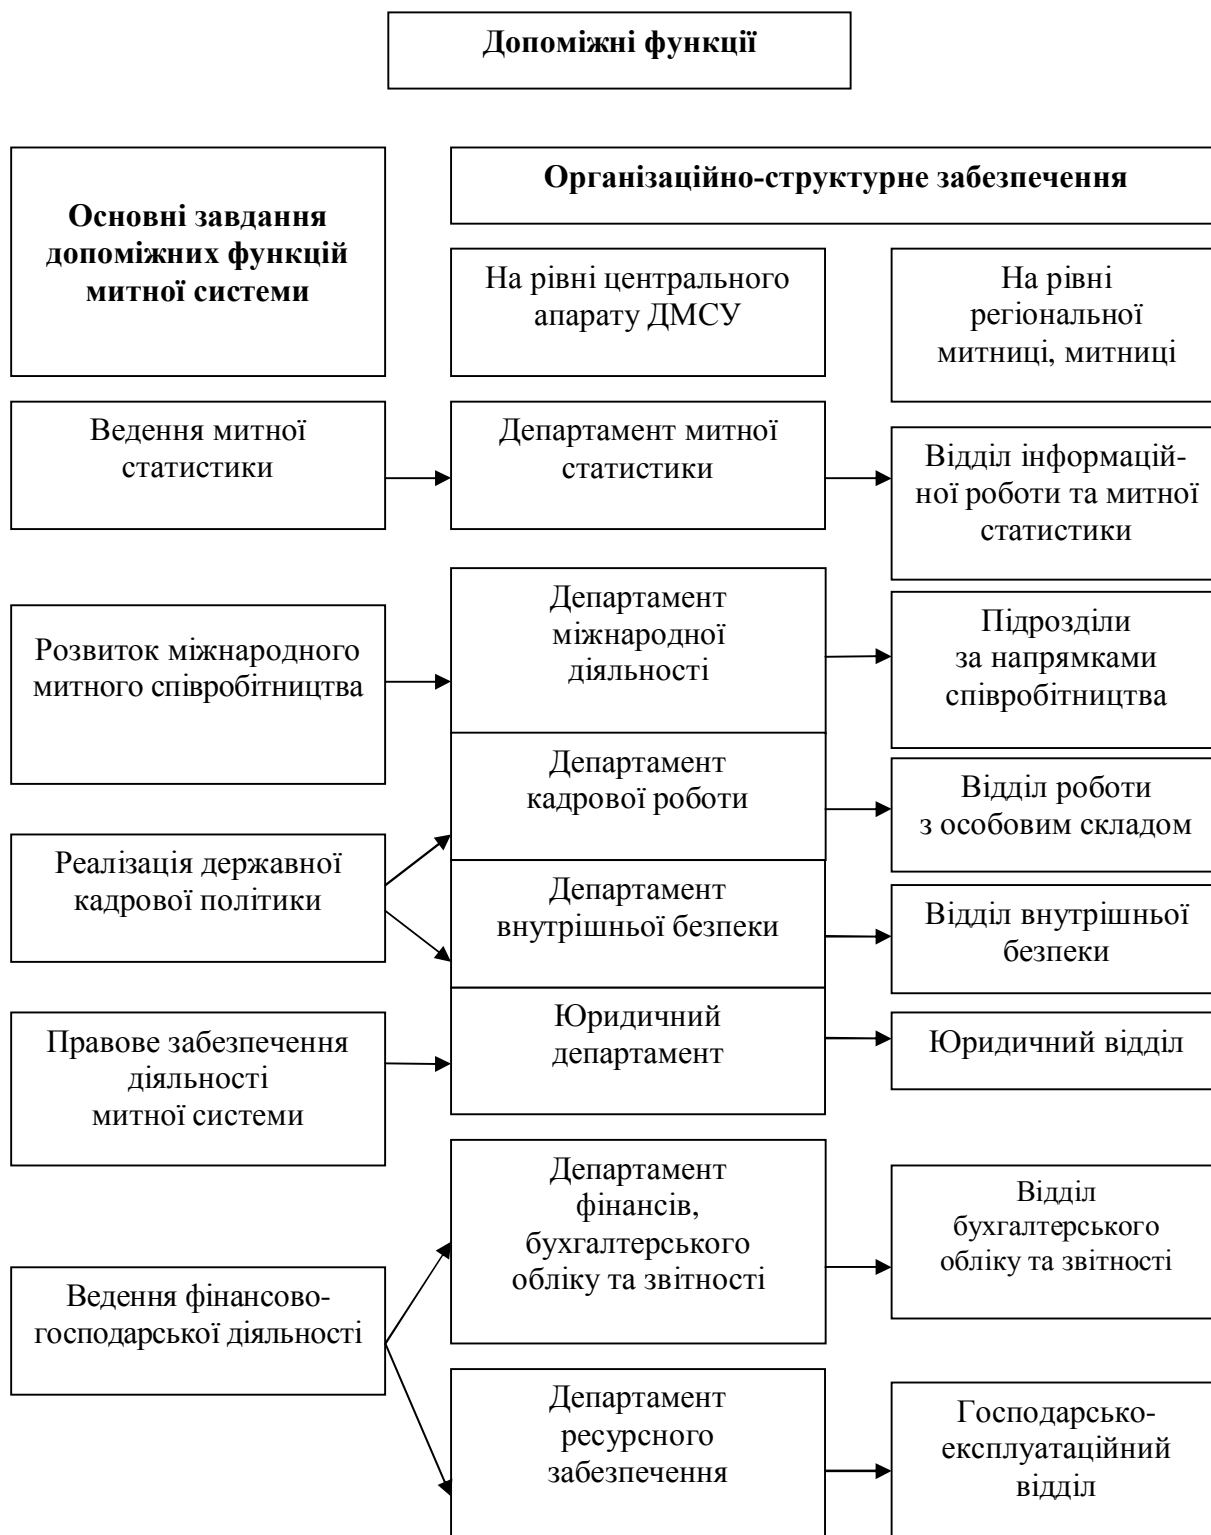 Допоміжні функції
Основні завдання
допоміжних функцій
митної системи
Організаційно-структурне забезпечення
На рівні центрального
апарату ДМСУ
На рівні
регіональної
митниці, митниці
Ведення митної
статистики
Департамент митної
статистики
Відділ інформацій-
ної роботи та митної
статистики
Розвиток міжнародного
митного співробітництва
Департамент
міжнародної
діяльності
Підрозділи
за напрямками
співробітництва
Реалізація державної
кадрової політики
Департамент
кадрової роботи
Відділ роботи
з особовим складом
Департамент
внутрішньої безпеки
Відділ внутрішньої
безпеки
Правове забезпечення
діяльності
митної системи
Юридичний
департамент
Юридичний відділ
Ведення фінансово-
господарської діяльності
Департамент
фінансів,
бухгалтерського
обліку та звітності
Відділ
бухгалтерського
обліку та звітності
Департамент
ресурсного
забезпечення
Господарсько-
експлуатаційний
відділ